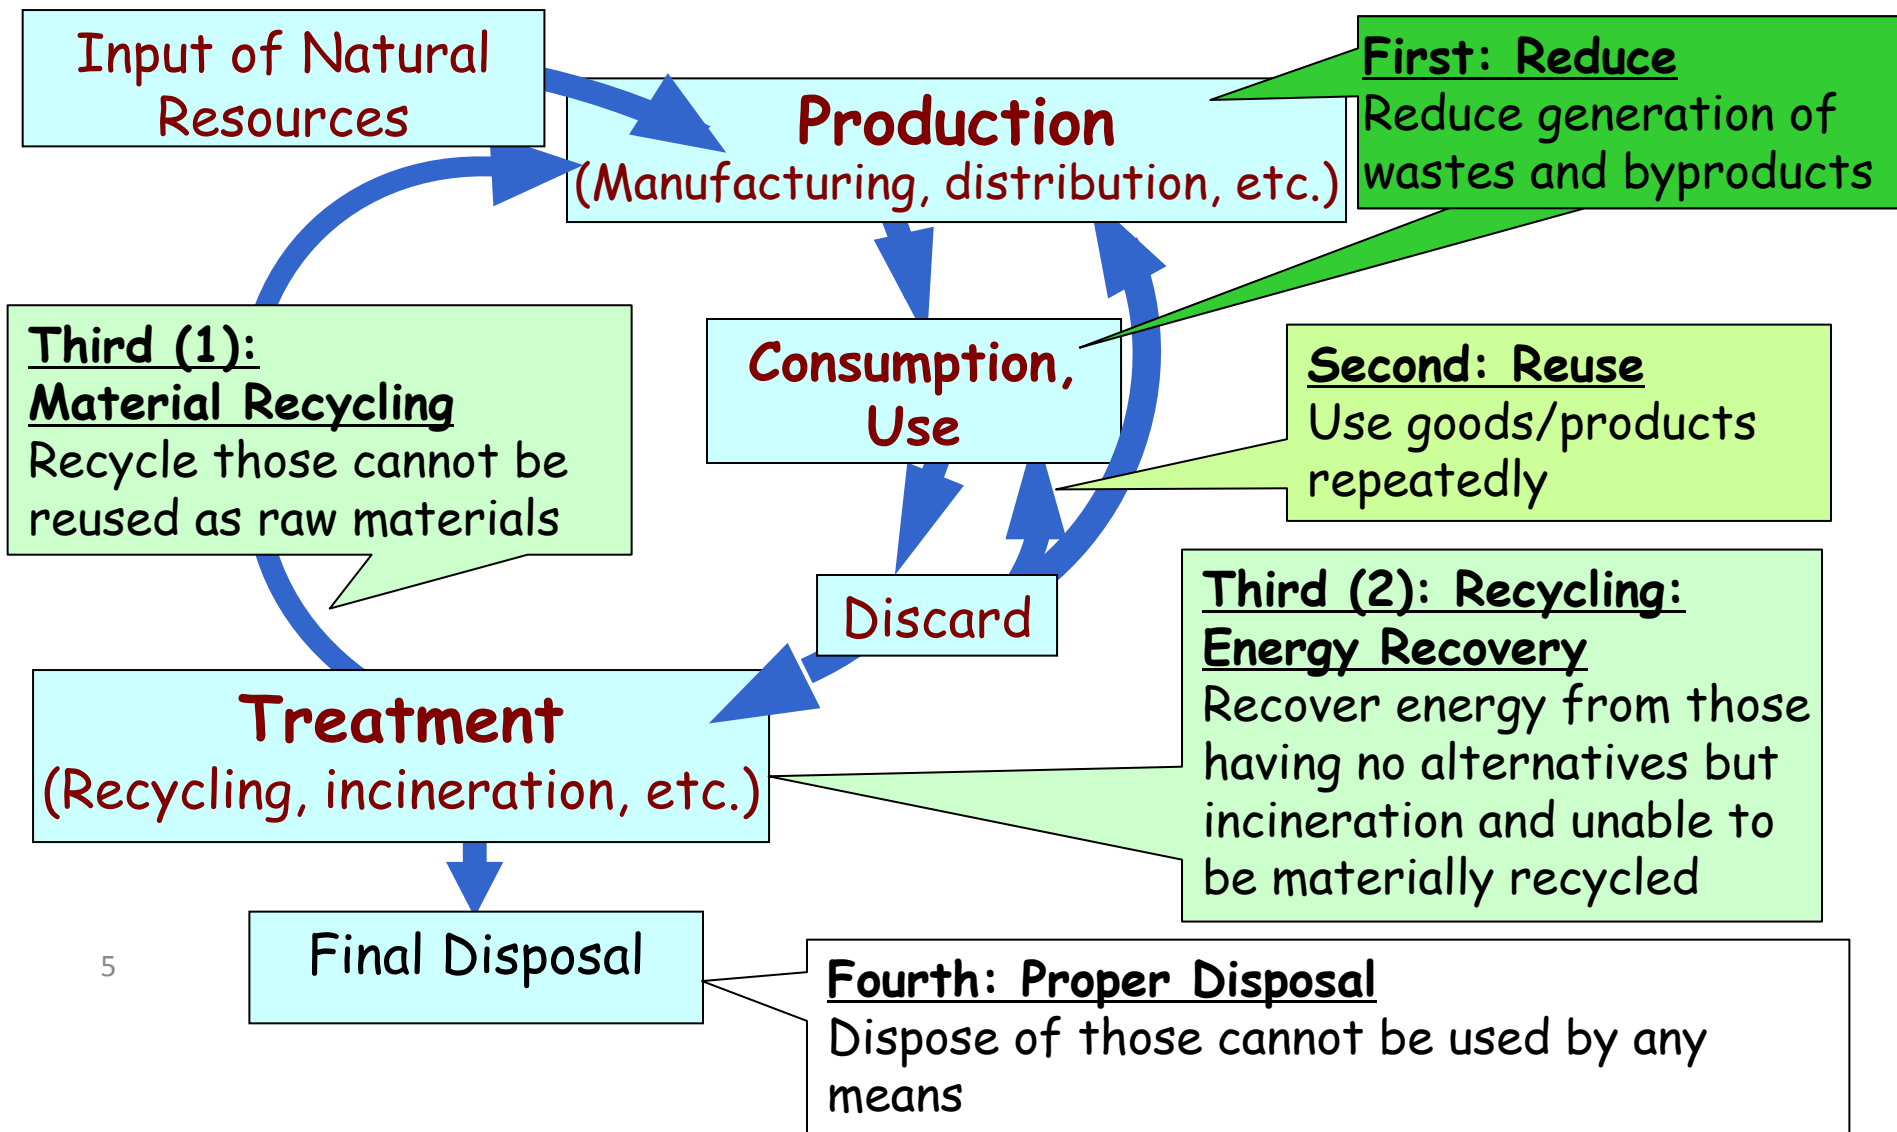 Input of Natural
Resources
Production
(Manufacturing, distribution, etc.)
First: Reduce
Reduce generation of
wastes and byproducts
Third (1):
Material Recycling
Recycle those cannot be
reused as raw materials
Consumption,
Use
Second: Reuse
Use goods/products
repeatedly
Discard
Third (2): Recycling:
Energy Recovery
Recover energy from those
having no alternatives but
incineration and unable to
be materially recycled
Treatment
(Recycling, incineration, etc.)
Final Disposal
5
Fourth: Proper Disposal
Dispose of those cannot be used by any
means